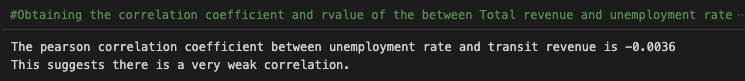 #Obtaining the correlation coefficient and rvalue of the between Total revenue and unemployment rate
The pearson correlation coefficient between unemployment rate and transit revenue is -0.0036
This suggests there is a very weak correlation.